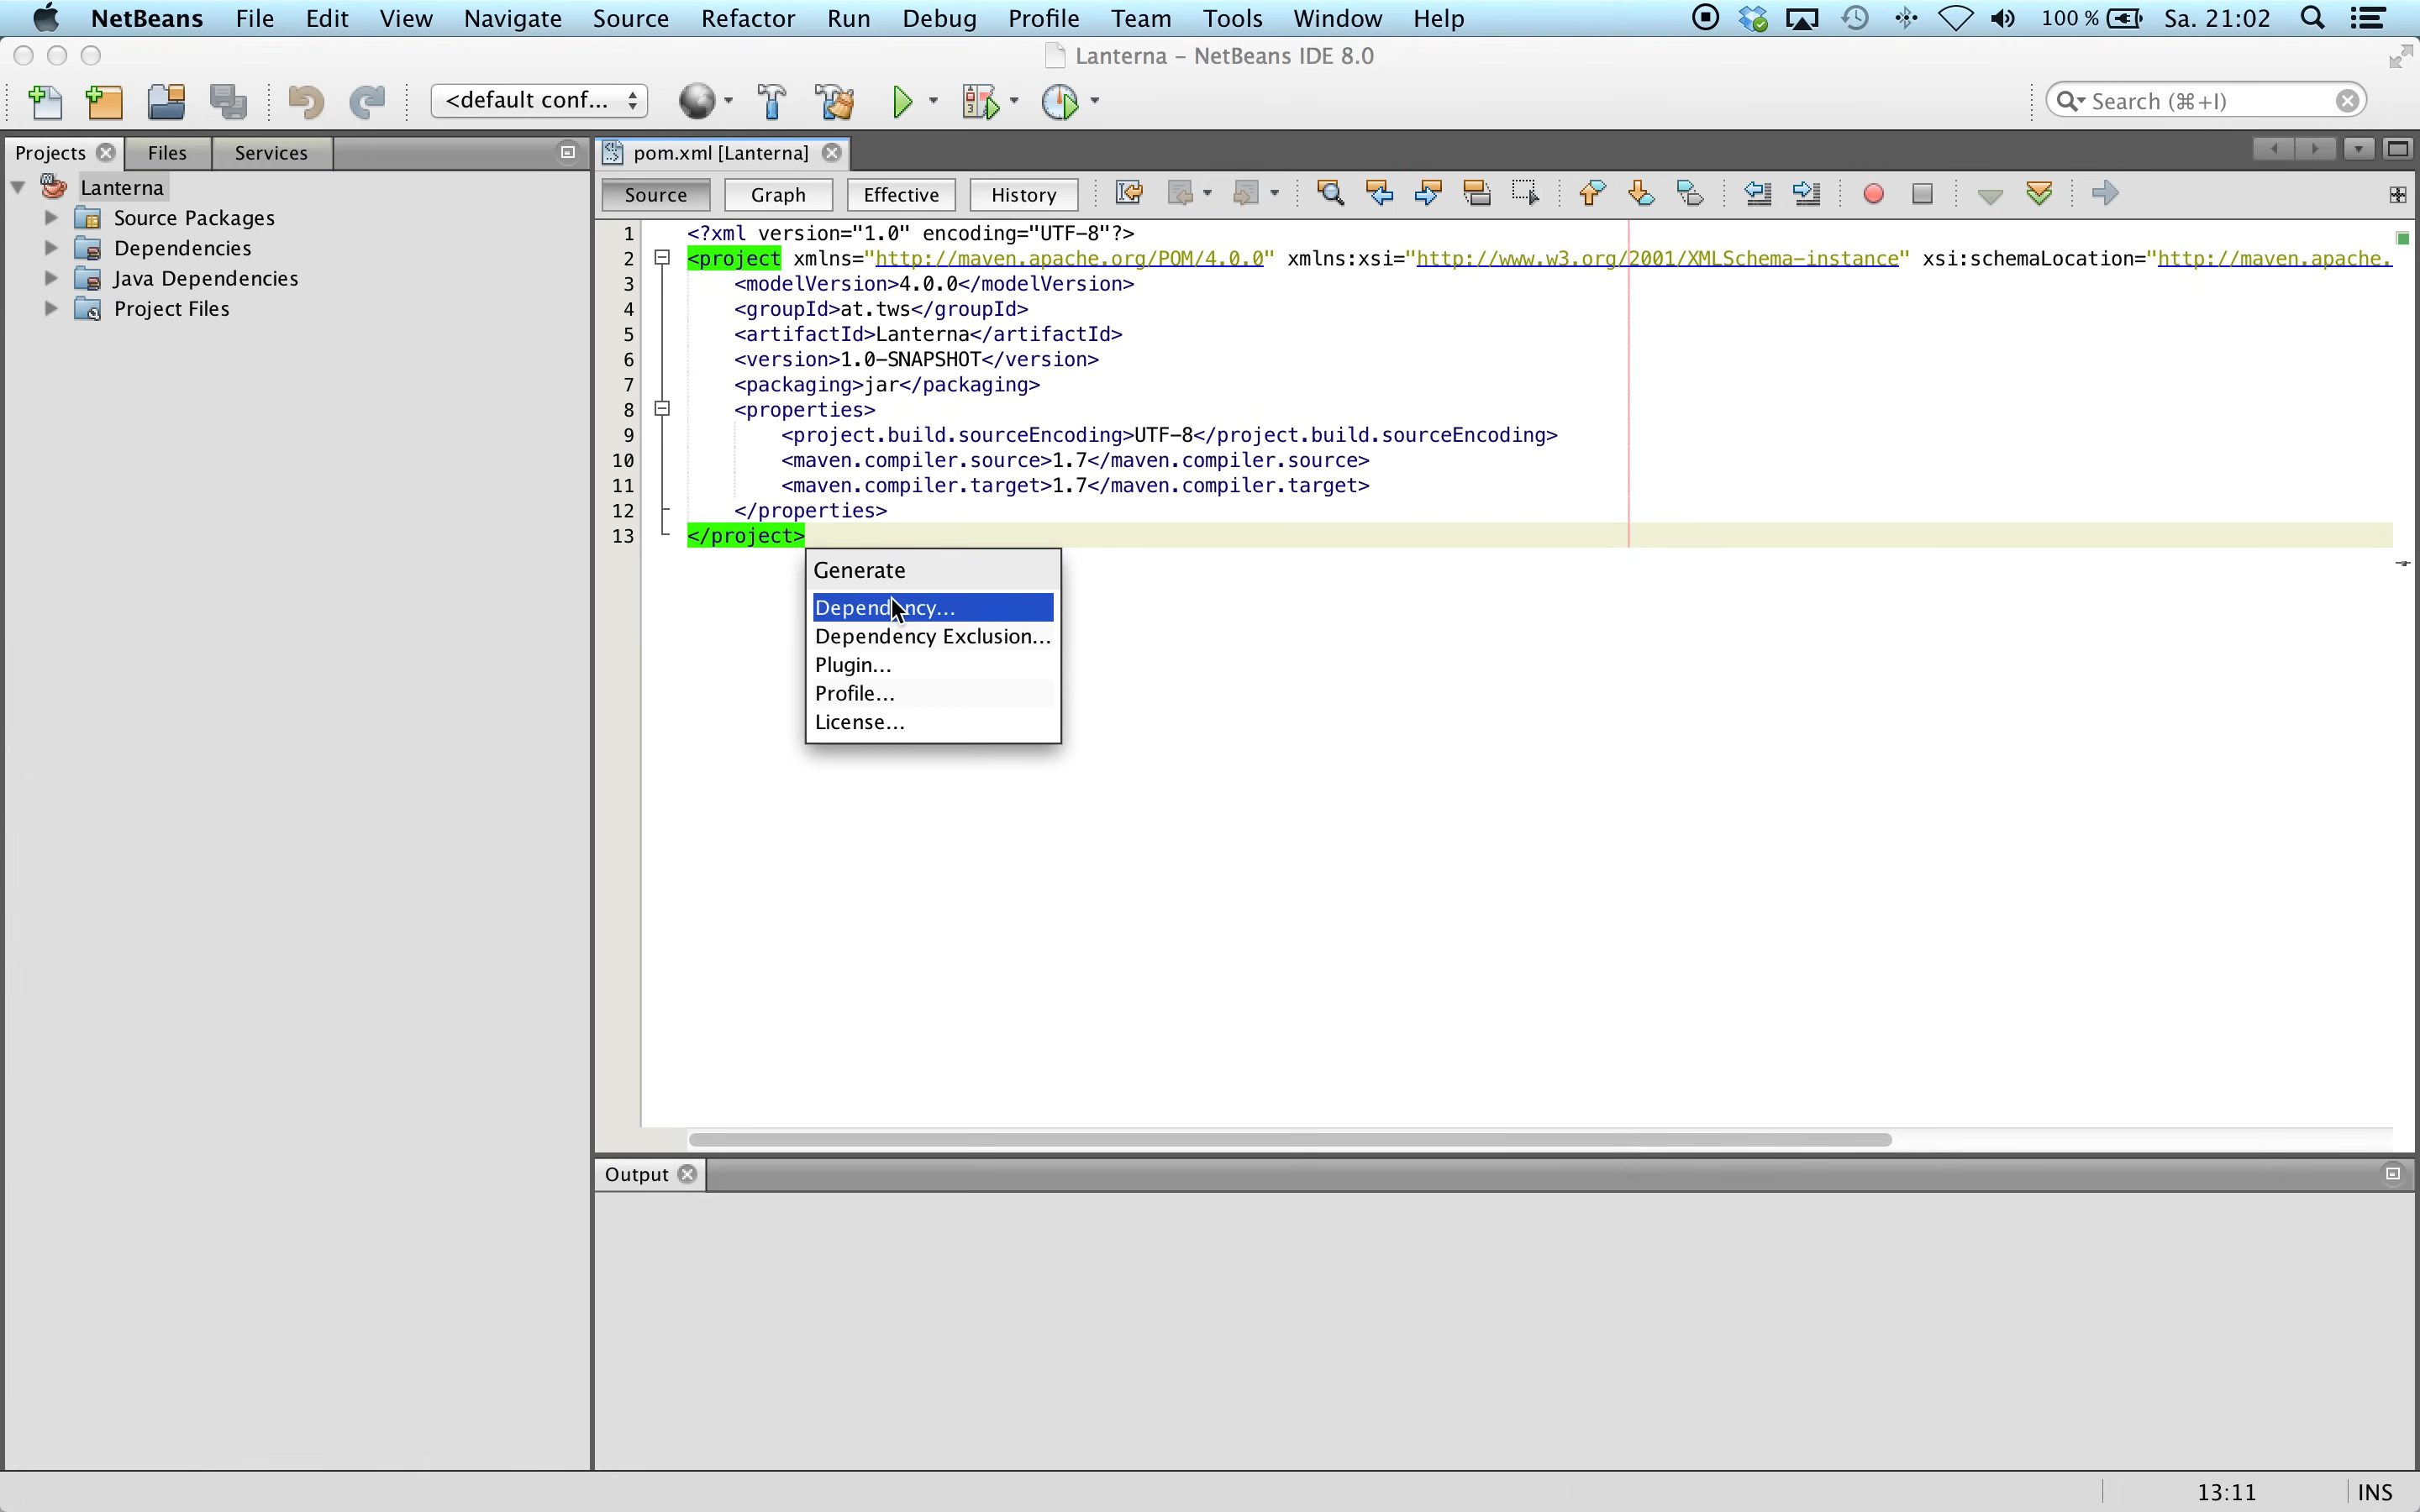 NetBeans File Edit View Navigate Source Refactor Run Debug Profile Team Tools Window Help 100 % Sa. 21:02
Lanterna – NetBeans IDE 8.0
<default conf... Search (⌘+I)
Projects Files Services
Lanterna
Source Packages
Dependencies
Java Dependencies
Project Files
pom.xml [Lanterna]
Source Graph Effective History
1 <?xml version="1.0" encoding="UTF-8"?>
2 <project xmlns="http://maven.apache.org/POM/4.0.0" xmlns:xsi="http://www.w3.org/2001/XMLSchema-instance" xsi:schemaLocation="http://maven.apache.
3 <modelVersion>4.0.0</modelVersion>
4 <groupId>at.tws</groupId>
5 <artifactId>Lanterna</artifactId>
6 <version>1.0-SNAPSHOT</version>
7 <packaging>jar</packaging>
8 <properties>
9 <project.build.sourceEncoding>UTF-8</project.build.sourceEncoding>
10 <maven.compiler.source>1.7</maven.compiler.source>
11 <maven.compiler.target>1.7</maven.compiler.target>
12 </properties>
13 </project>
Generate
Dependency...
Dependency Exclusion...
Plugin...
Profile...
License...
Output
13:11 INS